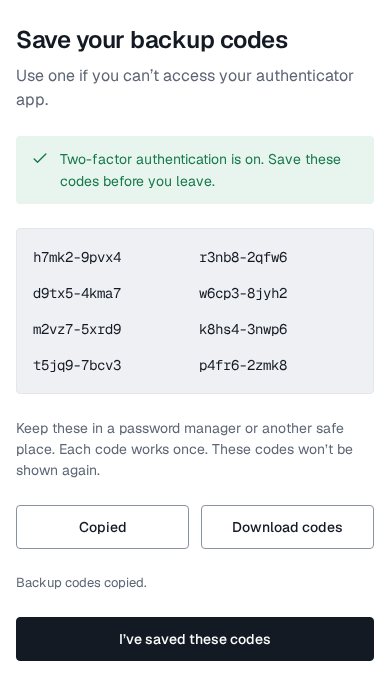 Save your backup codes
Use one if you can’t access your authenticator
app.
Two-factor authentication is on. Save these
codes before you leave.
h7mk2-9pvx4 r3nb8-2qfw6
d9tx5-4kma7 w6cp3-8jyh2
m2vz7-5xrd9 k8hs4-3nwp6
t5jq9-7bcv3 p4fr6-2zmk8
Keep these in a password manager or another safe
place. Each code works once. These codes won’t be
shown again.
Copied Download codes
Backup codes copied.
I’ve saved these codes